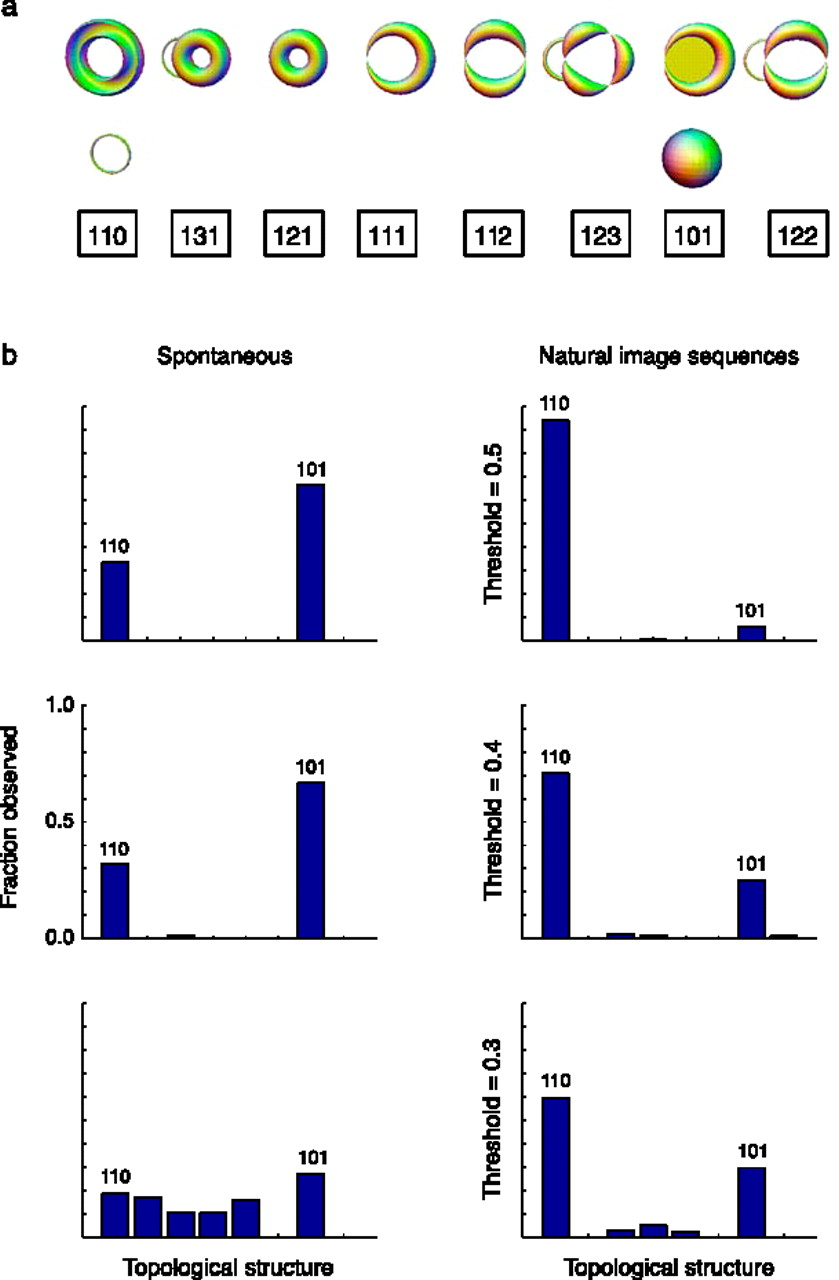 a
110 131 121 111 112 123 101 122
b
Spontaneous
Natural image sequences
110
101
Threshold = 0.5
110
101
Fraction observed
1.0
0.5
0.0
110
101
Threshold = 0.4
110
101
110
101
Topological structure
Threshold = 0.3
110
101
Topological structure